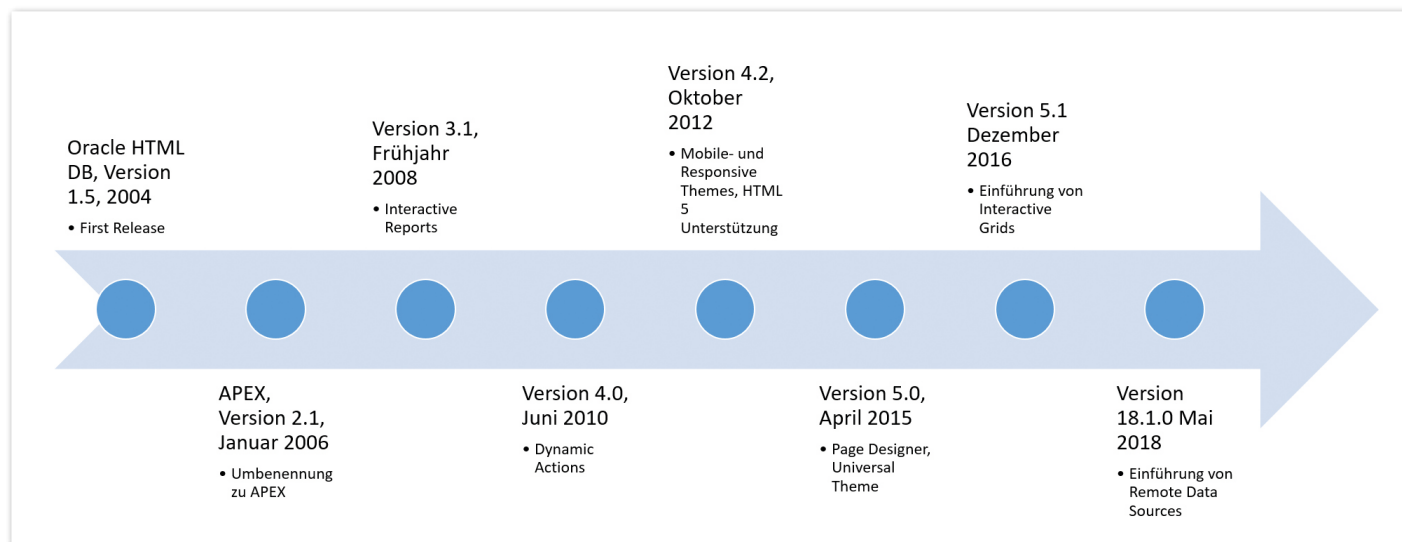 Oracle HTML
DB, Version
1.5, 2004
• First Release
APEX,
Version 2.1,
Januar 2006
• Umbenennung
zu APEX
Version 3.1,
Frühjahr
2008
• Interactive
Reports
Version 4.0,
Juni 2010
• Dynamic
Actions
Version 4.2,
Oktober
2012
• Mobile- und
Responsive
Themes, HTML
5
Unterstützung
Version 5.0,
April 2015
• Page Designer,
Universal
Theme
Version 5.1
Dezember
2016
• Einführung von
Interactive
Grids
Version
18.1.0 Mai
2018
• Einführung von
Remote Data
Sources